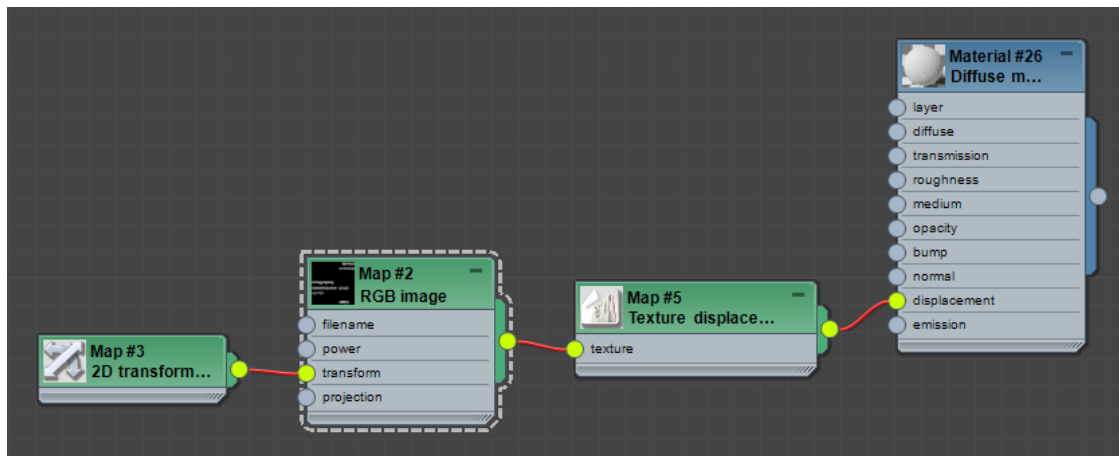 Map #3
2D transform...
Map #2
RGB image
filename
power
transform
projection
Map #5
Texture displace...
texture
Material #26
Diffuse m...
layer
diffuse
transmission
roughness
medium
opacity
bump
normal
displacement
emission